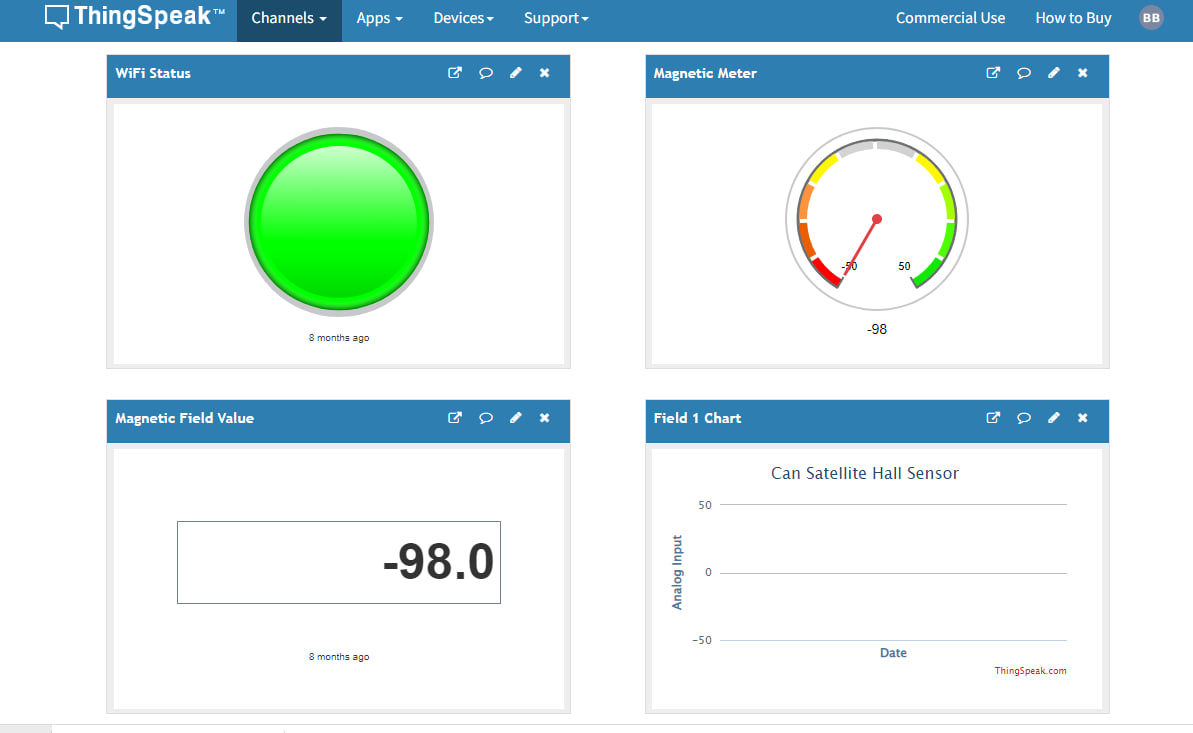 ThingSpeak™ Channels Apps Devices Support Commercial Use How to Buy BB
WiFi Status
8 months ago
Magnetic Meter
-50 50
-98
Magnetic Field Value
-98.0
8 months ago
Field 1 Chart
Can Satellite Hall Sensor
Analog Input
50
0
−50
Date
ThingSpeak.com